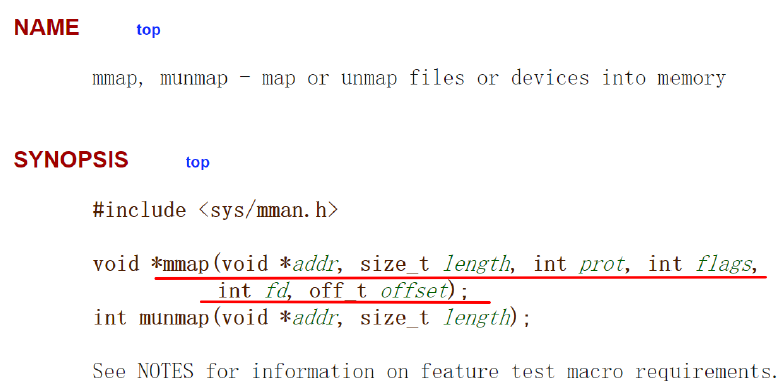 NAME top
mmap, munmap - map or unmap files or devices into memory
SYNOPSIS top
#include <sys/mman.h>
void *mmap(void *addr, size_t length, int prot, int flags,
int fd, off_t offset);
int munmap(void *addr, size_t length);
See NOTES for information on feature test macro requirements.